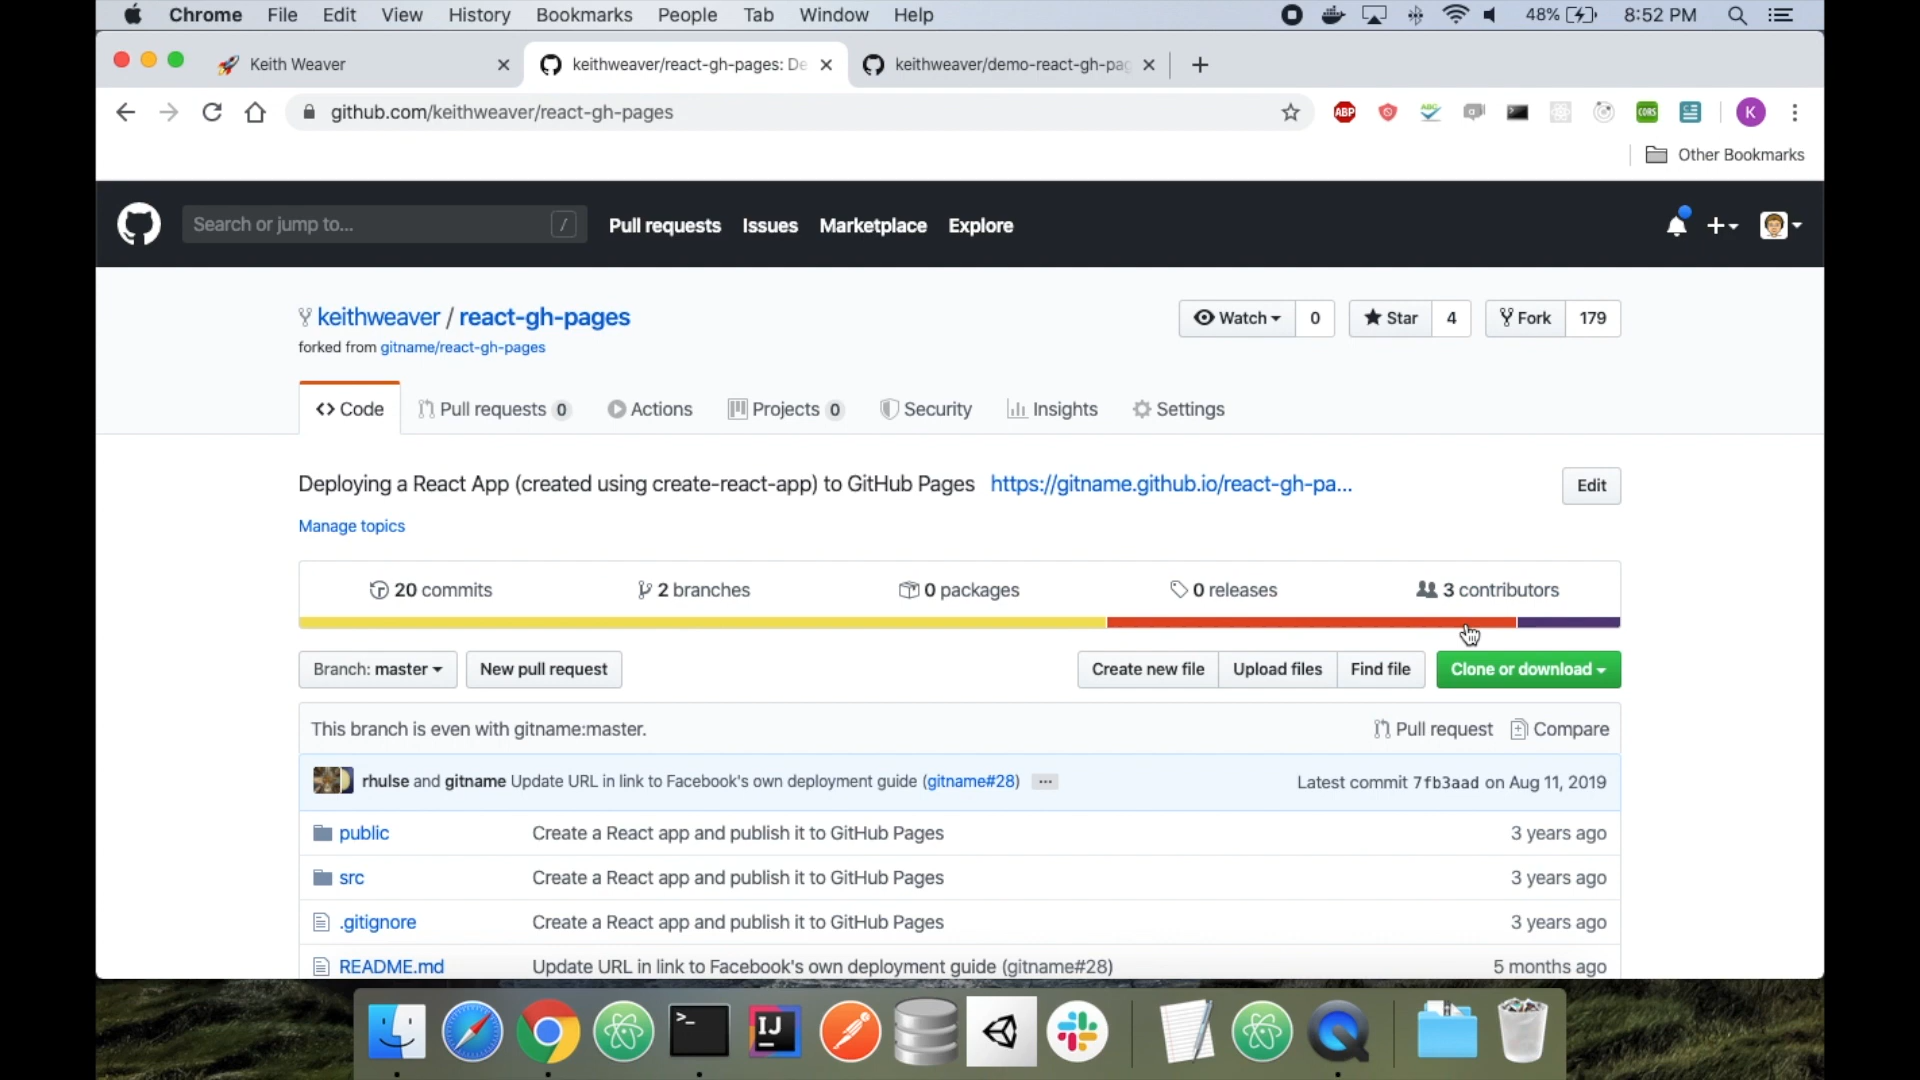 Chrome File Edit View History Bookmarks People Tab Window Help 48% 8:52 PM
Keith Weaver keithweaver/react-gh-pages: De keithweaver/demo-react-gh-pag
github.com/keithweaver/react-gh-pages ABP ABC CORS K
Other Bookmarks
Search or jump to... / Pull requests Issues Marketplace Explore
keithweaver / react-gh-pages Watch 0 Star 4 Fork 179
forked from gitname/react-gh-pages
Code Pull requests 0 Actions Projects 0 Security Insights Settings
Deploying a React App (created using create-react-app) to GitHub Pages https://gitname.github.io/react-gh-pa... Edit
Manage topics
20 commits 2 branches 0 packages 0 releases 3 contributors
Branch: master New pull request Create new file Upload files Find file Clone or download
This branch is even with gitname:master. Pull request Compare
rhulse and gitname Update URL in link to Facebook's own deployment guide (gitname#28) ... Latest commit 7fb3aad on Aug 11, 2019
public Create a React app and publish it to GitHub Pages 3 years ago
src Create a React app and publish it to GitHub Pages 3 years ago
.gitignore Create a React app and publish it to GitHub Pages 3 years ago
README.md Update URL in link to Facebook's own deployment guide (gitname#28) 5 months ago
>_ IJ